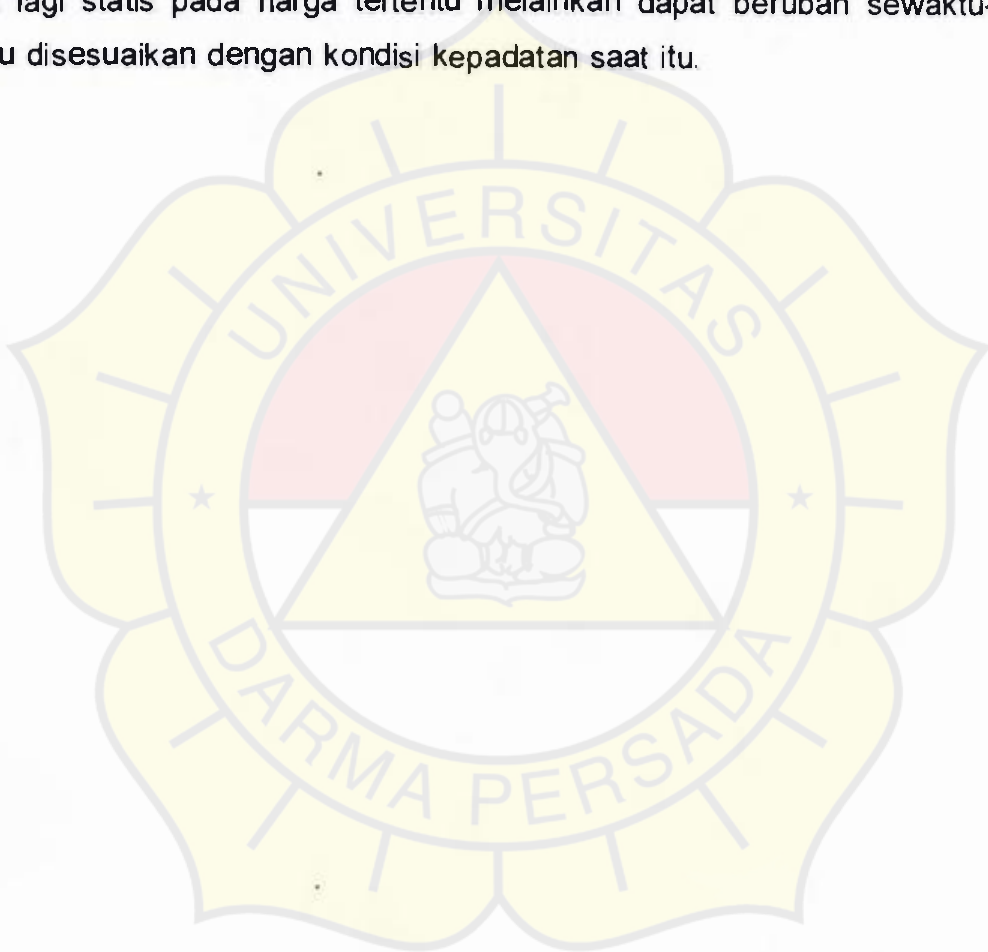 lagi statis pada harga tertentu melainkan dapat berubah sewaktu-
u disesuaikan dengan kondisi kepadatan saat itu.
UNIVERSITAS
DARMA PERSADA